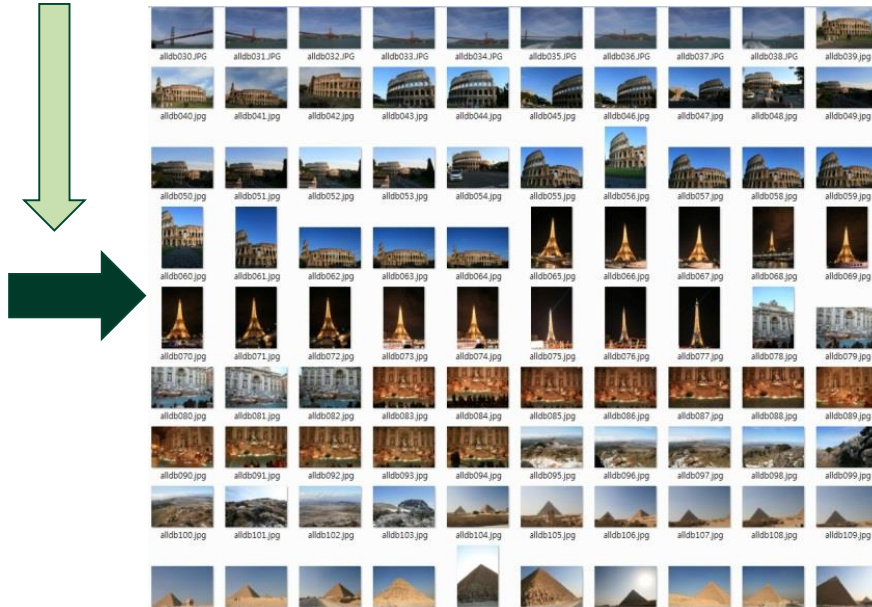 alldb030.JPG alldb031.JPG alldb032.JPG alldb033.JPG alldb034.JPG alldb035.JPG alldb036.JPG alldb037.JPG alldb038.JPG alldb039.jpg
alldb040.jpg alldb041.jpg alldb042.jpg alldb043.jpg alldb044.jpg alldb045.jpg alldb046.jpg alldb047.jpg alldb048.jpg alldb049.jpg
alldb050.jpg alldb051.jpg alldb052.jpg alldb053.jpg alldb054.jpg alldb055.jpg alldb056.jpg alldb057.jpg alldb058.jpg alldb059.jpg
alldb060.jpg alldb061.jpg alldb062.jpg alldb063.jpg alldb064.jpg alldb065.jpg alldb066.jpg alldb067.jpg alldb068.jpg alldb069.jpg
alldb070.jpg alldb071.jpg alldb072.jpg alldb073.jpg alldb074.jpg alldb075.jpg alldb076.jpg alldb077.jpg alldb078.jpg alldb079.jpg
alldb080.jpg alldb081.jpg alldb082.jpg alldb083.jpg alldb084.jpg alldb085.jpg alldb086.jpg alldb087.jpg alldb088.jpg alldb089.jpg
alldb090.jpg alldb091.jpg alldb092.jpg alldb093.jpg alldb094.jpg alldb095.jpg alldb096.jpg alldb097.jpg alldb098.jpg alldb099.jpg
alldb100.jpg alldb101.jpg alldb102.jpg alldb103.jpg alldb104.jpg alldb105.jpg alldb106.jpg alldb107.jpg alldb108.jpg alldb109.jpg